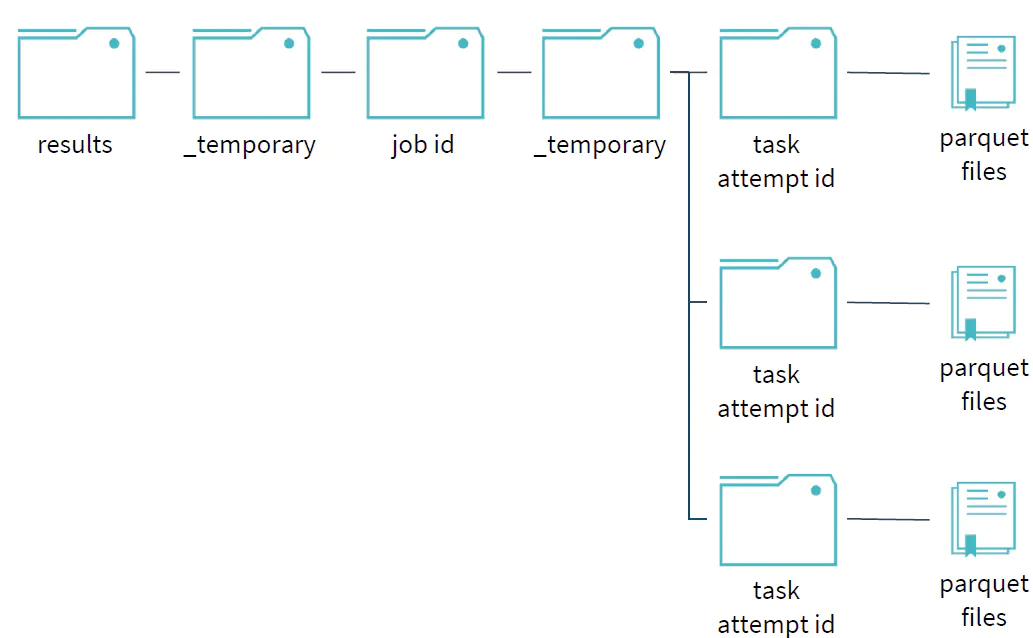 results
_temporary
job id
_temporary
task
attempt id
parquet
files
task
attempt id
parquet
files
task
attempt id
parquet
files